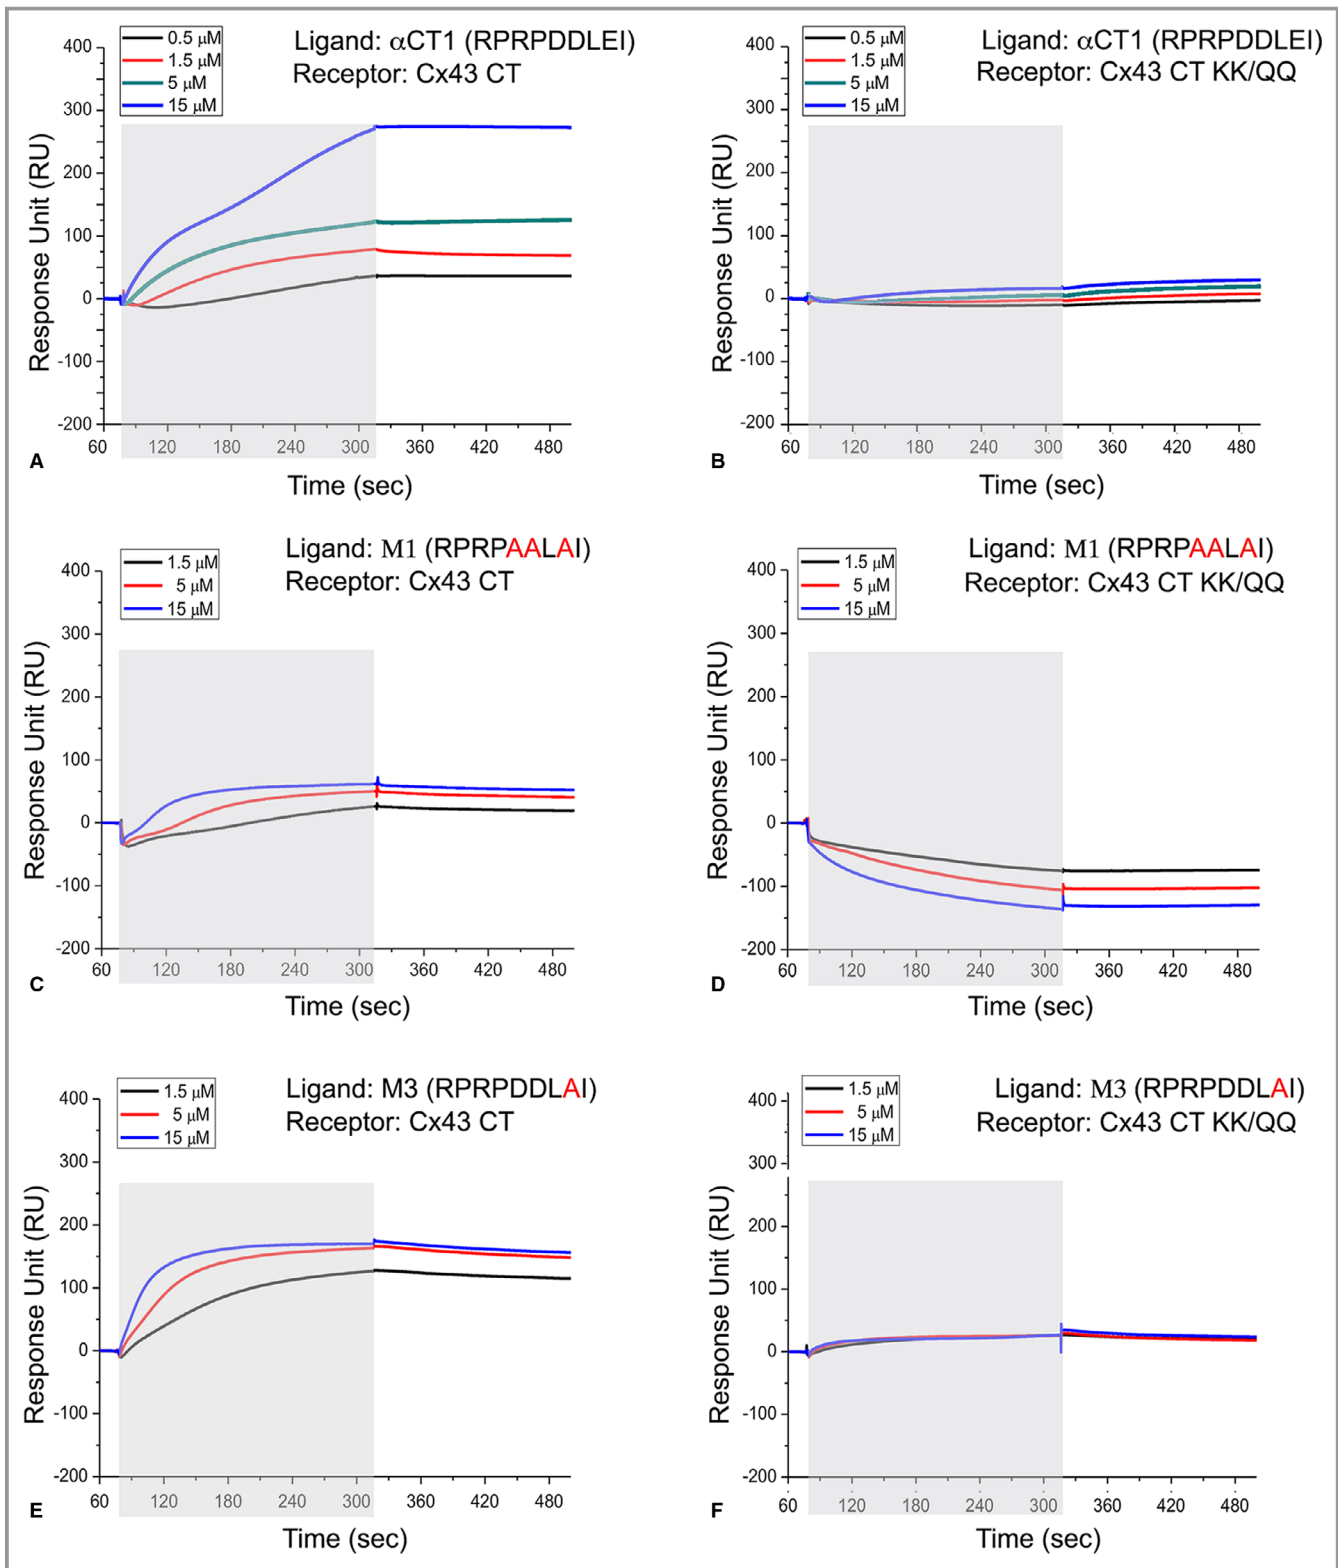 0.5 μM
1.5 μM
5 μM
15 μM
Ligand: αCT1 (RPRPDDLEI)
Receptor: Cx43 CT
Response Unit (RU)
400
300
200
100
0
-100
-200
60 120 180 240 300 360 420 480
A
Time (sec)
0.5 μM
1.5 μM
5 μM
15 μM
Ligand: αCT1 (RPRPDDLEI)
Receptor: Cx43 CT KK/QQ
Response Unit (RU)
400
300
200
100
0
-100
-200
60 120 180 240 300 360 420 480
B
Time (sec)
1.5 μM
5 μM
15 μM
Ligand: M1 (RPRPAALAI)
Receptor: Cx43 CT
Response Unit (RU)
400
300
200
100
0
-100
-200
60 120 180 240 300 360 420 480
C
Time (sec)
1.5 μM
5 μM
15 μM
Ligand: M1 (RPRPAALAI)
Receptor: Cx43 CT KK/QQ
Response Unit (RU)
400
300
200
100
0
-100
-200
60 120 180 240 300 360 420 480
D
Time (sec)
1.5 μM
5 μM
15 μM
Ligand: M3 (RPRPDDLAI)
Receptor: Cx43 CT
Response Unit (RU)
400
300
200
100
0
-100
-200
60 120 180 240 300 360 420 480
E
Time (sec)
1.5 μM
5 μM
15 μM
Ligand: M3 (RPRPDDLAI)
Receptor: Cx43 CT KK/QQ
Response Unit (RU)
400
300
200
100
0
-100
-200
60 120 180 240 300 360 420 480
F
Time (sec)